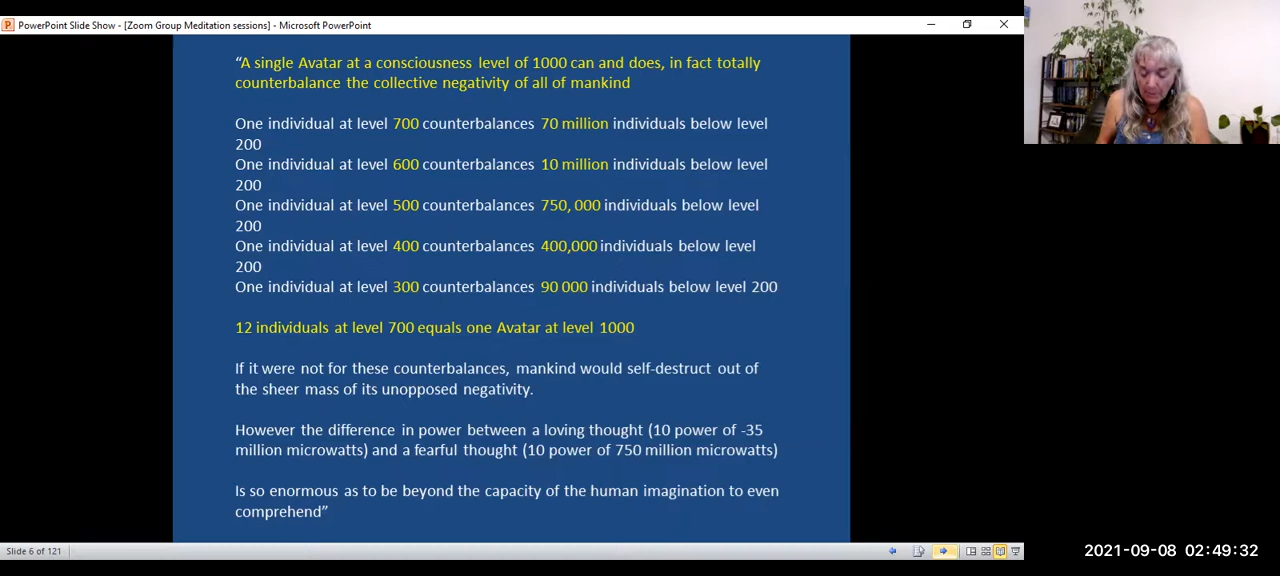 PowerPoint Slide Show - [Zoom Group Meditation sessions] - Microsoft PowerPoint
“A single Avatar at a consciousness level of 1000 can and does, in fact totally
counterbalance the collective negativity of all of mankind
One individual at level 700 counterbalances 70 million individuals below level
200
One individual at level 600 counterbalances 10 million individuals below level
200
One individual at level 500 counterbalances 750, 000 individuals below level
200
One individual at level 400 counterbalances 400,000 individuals below level
200
One individual at level 300 counterbalances 90 000 individuals below level 200
12 individuals at level 700 equals one Avatar at level 1000
If it were not for these counterbalances, mankind would self-destruct out of
the sheer mass of its unopposed negativity.
However the difference in power between a loving thought (10 power of -35
million microwatts) and a fearful thought (10 power of 750 million microwatts)
Is so enormous as to be beyond the capacity of the human imagination to even
comprehend”
Slide 6 of 121
2021-09-08 02:49:32